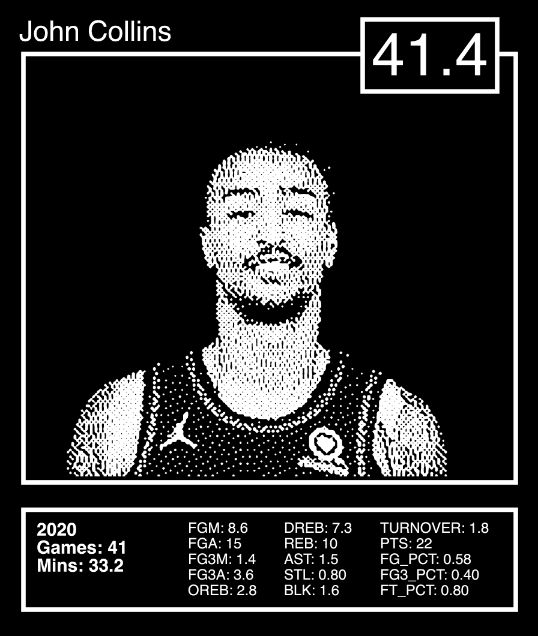 John Collins
41.4
2020
Games: 41
Mins: 33.2
FGM: 8.6
FGA: 15
FG3M: 1.4
FG3A: 3.6
OREB: 2.8
DREB: 7.3
REB: 10
AST: 1.5
STL: 0.80
BLK: 1.6
TURNOVER: 1.8
PTS: 22
FG_PCT: 0.58
FG3_PCT: 0.40
FT_PCT: 0.80